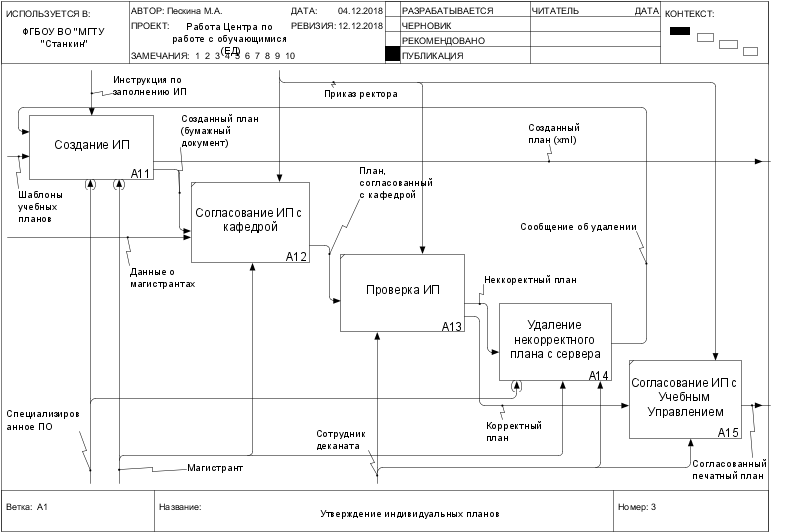 ИСПОЛЬЗУЕТСЯ В:
ФГБОУ ВО "МГТУ
"Станкин"
АВТОР: Пескина М.А.
ДАТА: 04.12.2018
ПРОЕКТ: Работа Центра по
работе с обучающимися
(ЕД)
РЕВИЗИЯ: 12.12.2018
ЗАМЕЧАНИЯ: 1 2 3 4 5 6 7 8 9 10
РАЗРАБАТЫВАЕТСЯ
ЧЕРНОВИК
РЕКОМЕНДОВАНО
ПУБЛИКАЦИЯ
ЧИТАТЕЛЬ ДАТА
КОНТЕКСТ:
Инструкция по
заполнению ИП
Приказ ректора
Создание ИП
A11
Созданный план
(бумажный
документ)
Созданный
план (xml)
Шаблоны
учебных
планов
План,
согласованный
с кафедрой
Согласование ИП с
кафедрой
A12
Сообщение об удалении
Данные о
магистрантах
Проверка ИП
A13
Неккоректный план
Удаление
некорректного
плана с сервера
A14
Согласование ИП с
Учебным
Управлением
A15
Специализиров
анное ПО
Магистрант
Сотрудник
деканата
Корректный
план
Согласованный
печатный план
Ветка: A1
Название:
Утверждение индивидуальных планов
Номер: 3